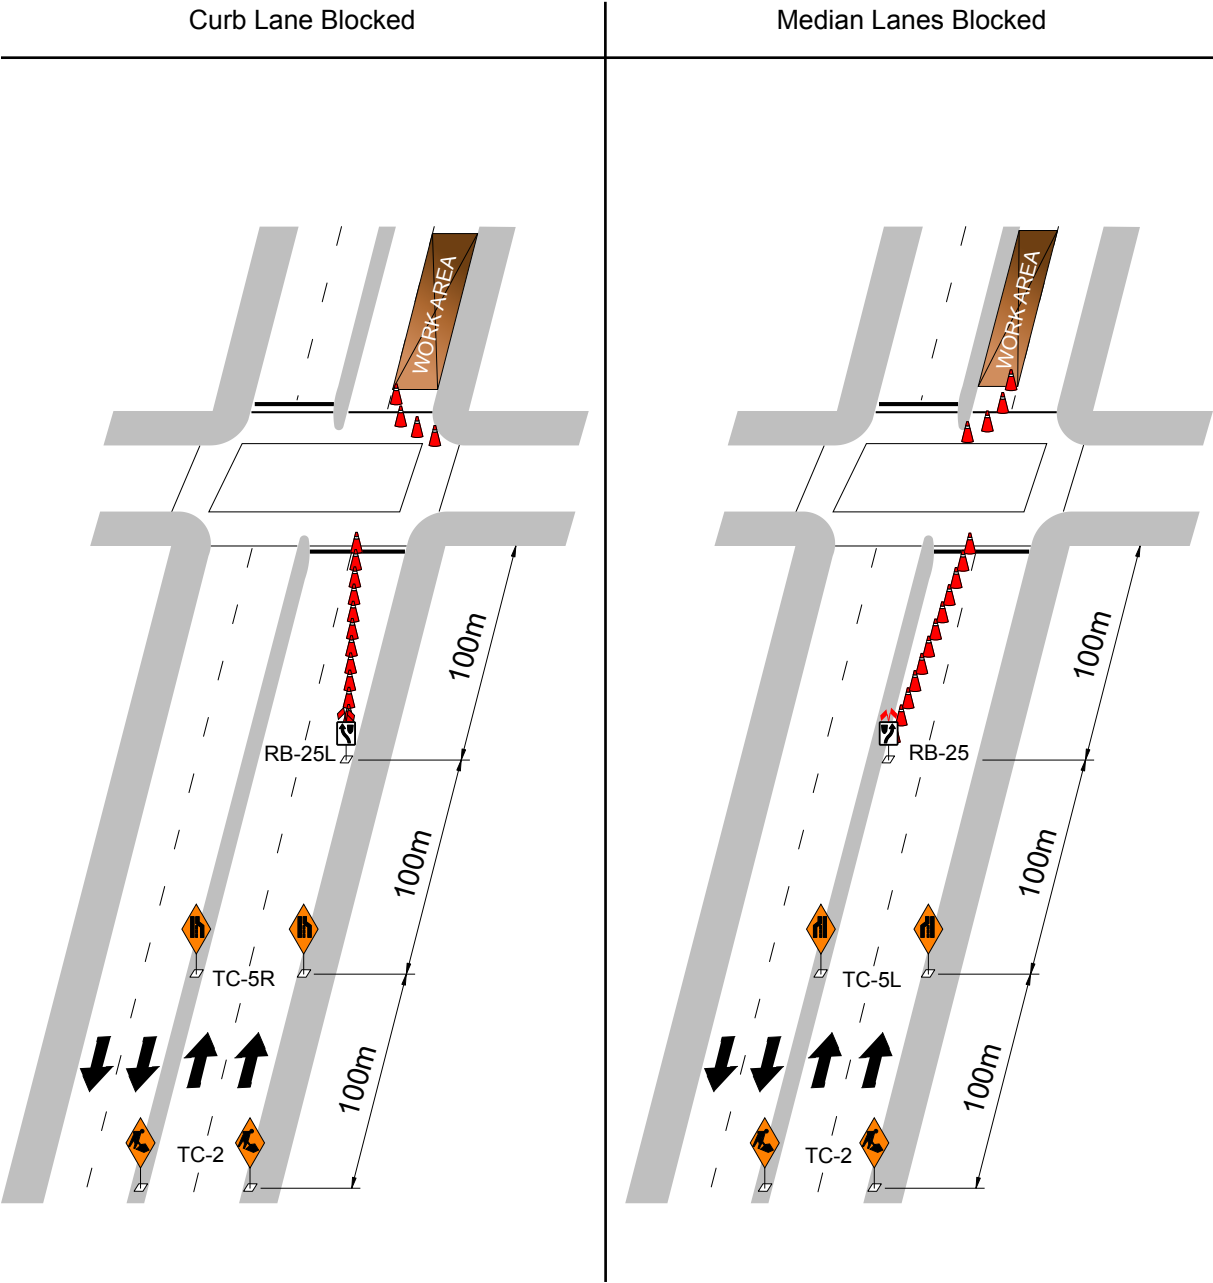 Curb Lane Blocked
Median Lanes Blocked
WORK AREA
100m
RB-25L
100m
TC-5R
100m
TC-2
WORK AREA
100m
RB-25
100m
TC-5L
100m
TC-2